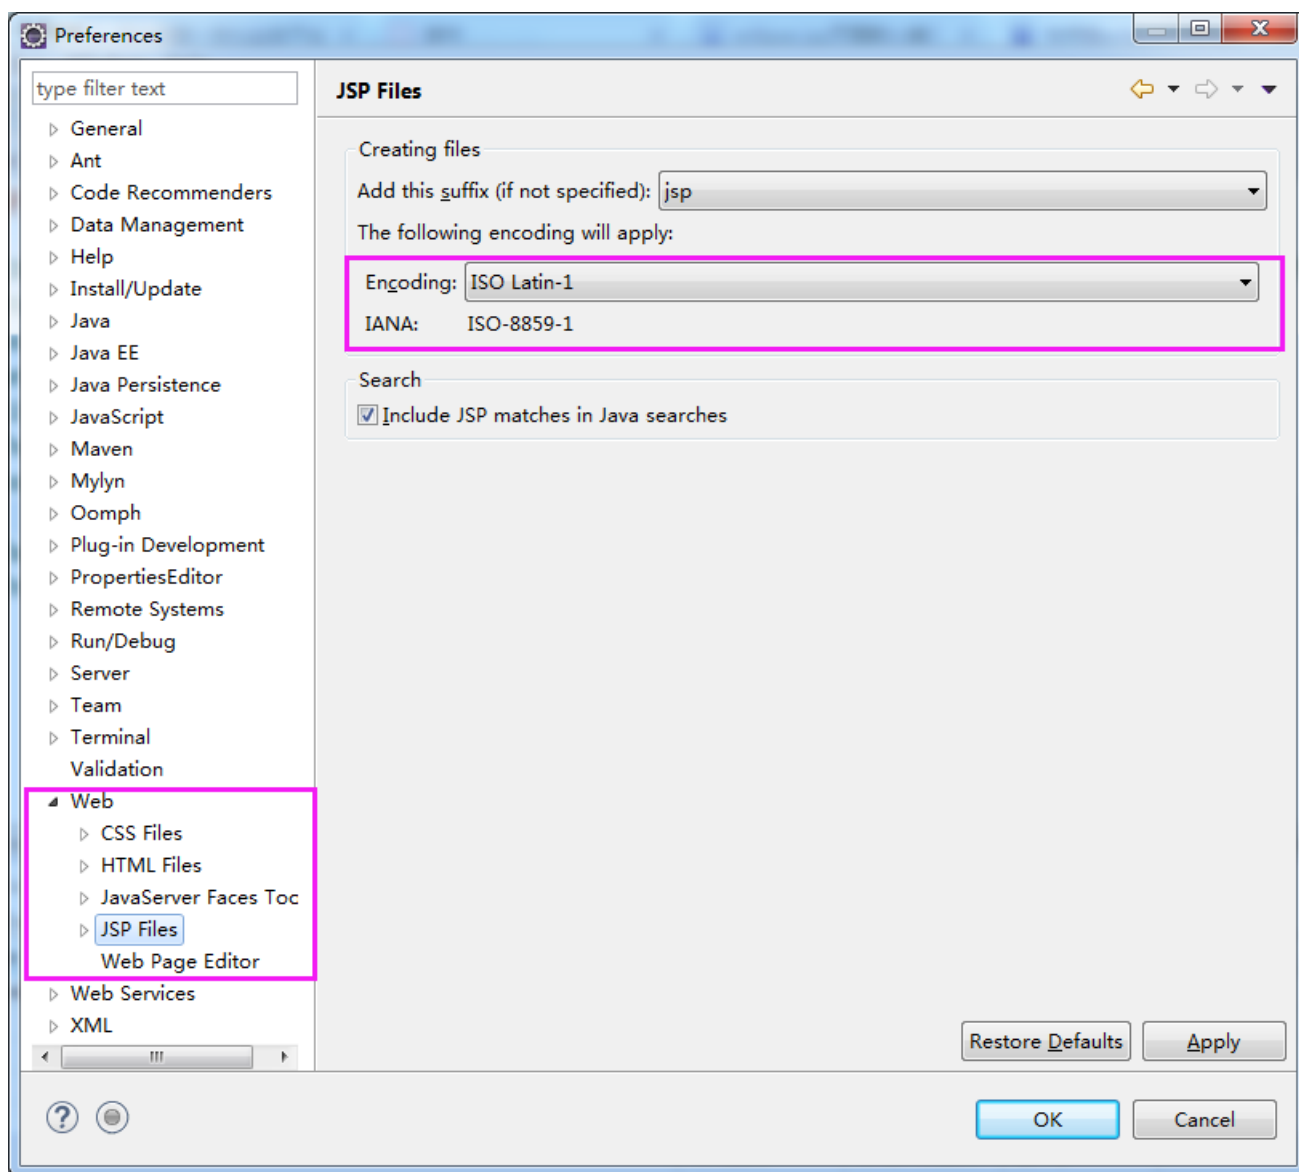 Preferences
type filter text
General
Ant
Code Recommenders
Data Management
Help
Install/Update
Java
Java EE
Java Persistence
JavaScript
Maven
Mylyn
Oomph
Plug-in Development
PropertiesEditor
Remote Systems
Run/Debug
Server
Team
Terminal
Validation
Web
CSS Files
HTML Files
JavaServer Faces Toc
JSP Files
Web Page Editor
Web Services
XML
JSP Files
Creating files
Add this suffix (if not specified): jsp
The following encoding will apply:
Encoding: ISO Latin-1
IANA: ISO-8859-1
Search
Include JSP matches in Java searches
Restore Defaults Apply
OK Cancel